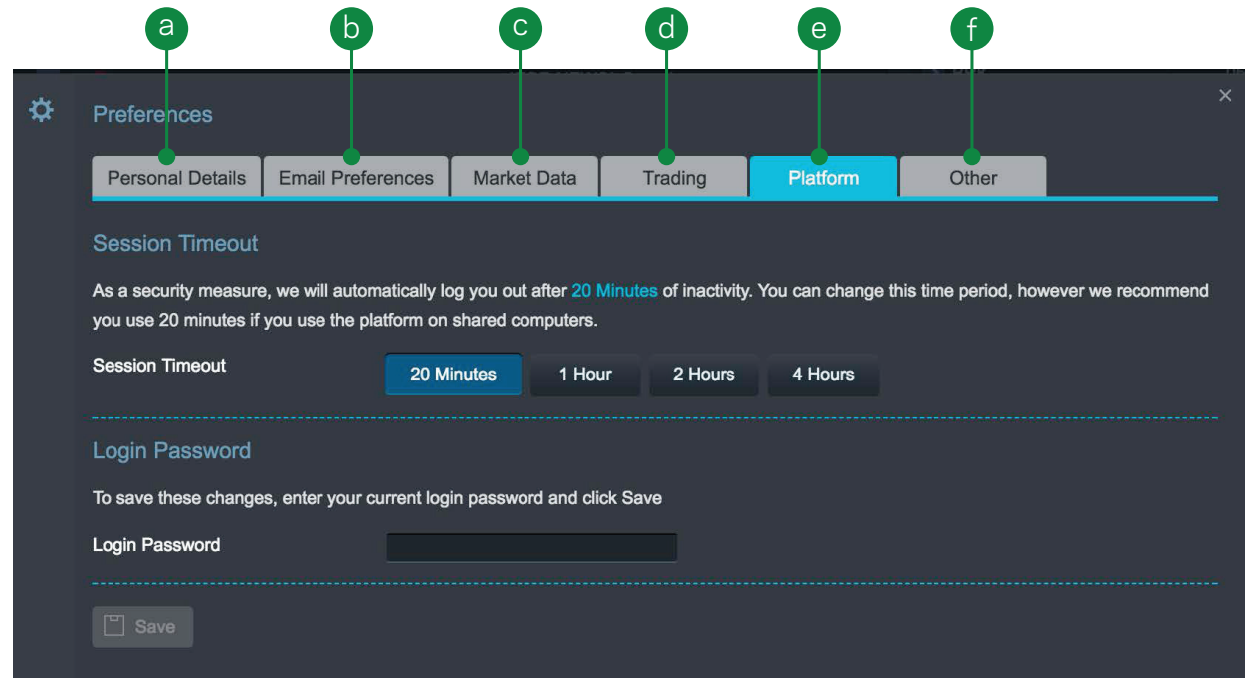 a b c d e f
Preferences
×
Personal Details Email Preferences Market Data Trading Platform Other
Session Timeout
As a security measure, we will automatically log you out after 20 Minutes of inactivity. You can change this time period, however we recommend
you use 20 minutes if you use the platform on shared computers.
Session Timeout 20 Minutes 1 Hour 2 Hours 4 Hours
Login Password
To save these changes, enter your current login password and click Save
Login Password
Save